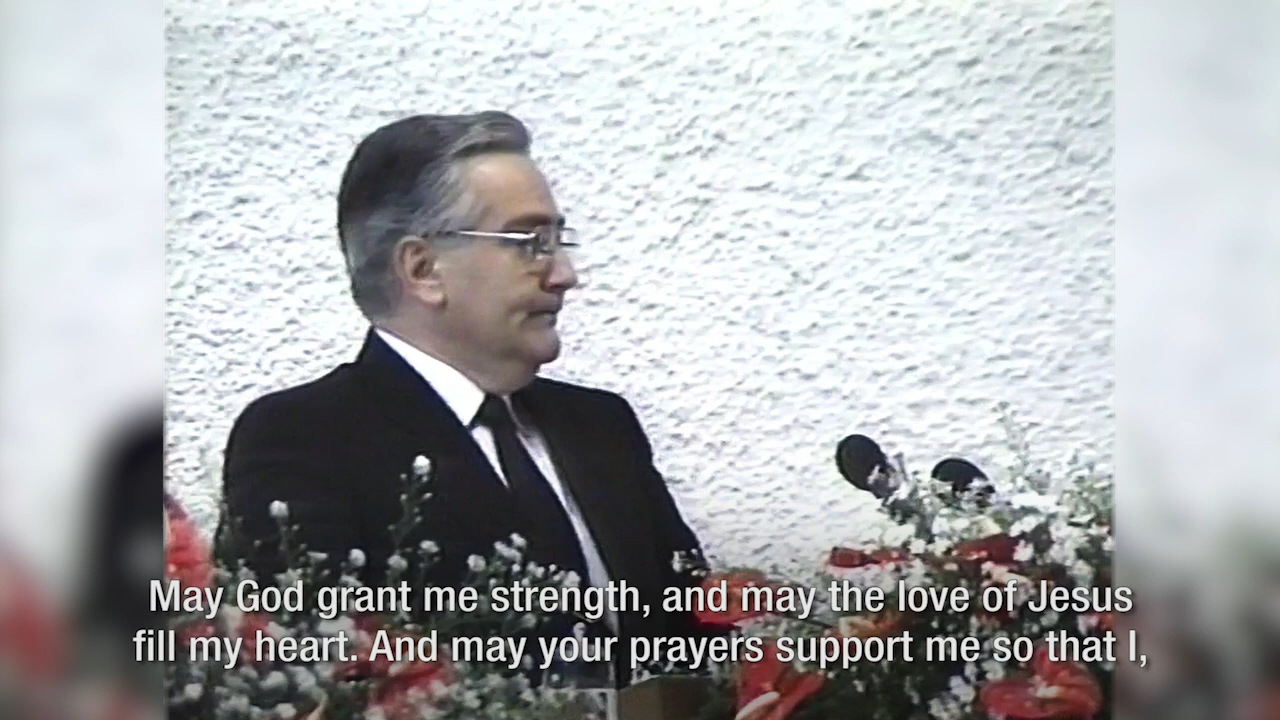 May God grant me strength, and may the love of Jesus
fill my heart. And may your prayers support me so that I,